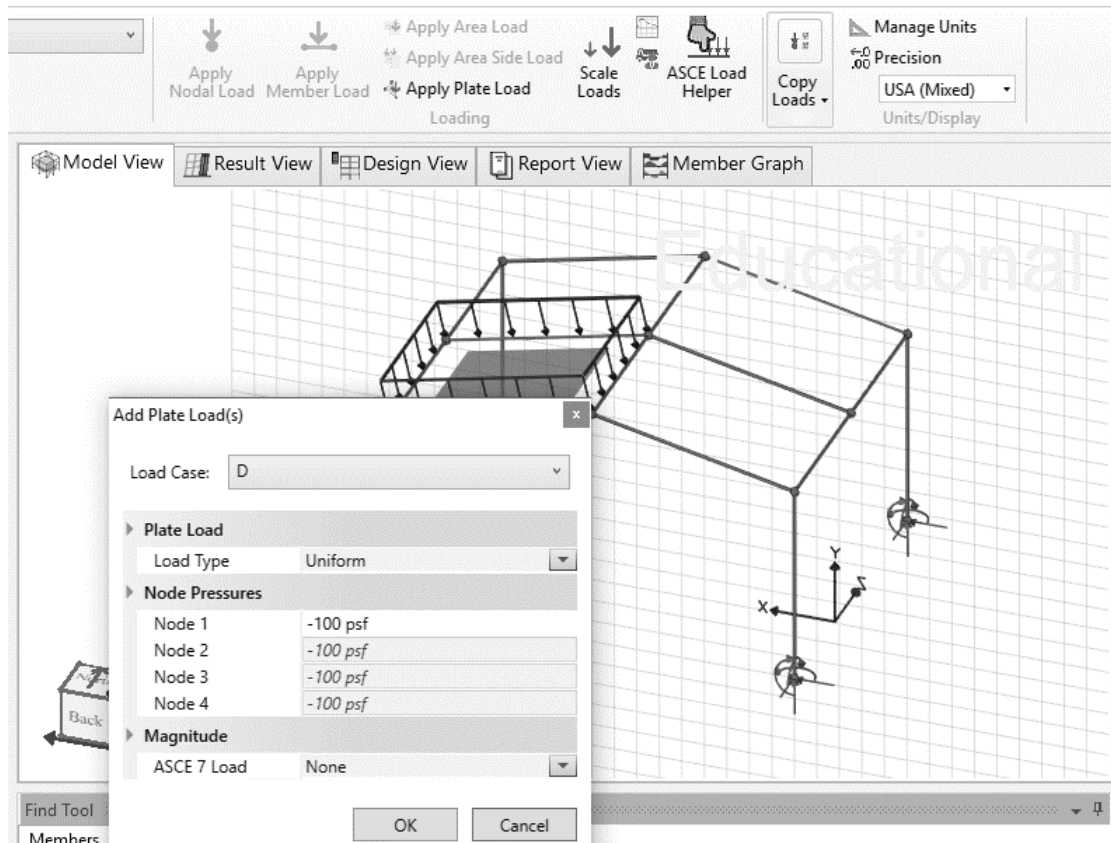 Apply Area Load
Apply Area Side Load
Apply Plate Load
Apply
Nodal Load
Apply
Member Load
Scale
Loads
ASCE Load
Helper
Loading
Copy
Loads
Manage Units
.00 Precision
USA (Mixed)
Units/Display
Model View
Result View
Design View
Report View
Member Graph
Educational
Add Plate Load(s)
x
Load Case: D
Plate Load
Load Type Uniform
Node Pressures
Node 1 -100 psf
Node 2 -100 psf
Node 3 -100 psf
Node 4 -100 psf
Magnitude
ASCE 7 Load None
OK Cancel
Y
X
Z
Back
Find Tool
Members